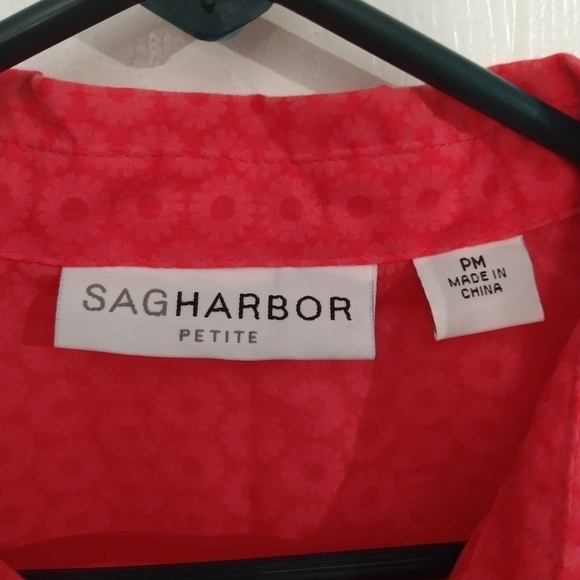 SAGHARBOR
PETITE
PM
MADE IN
CHINA